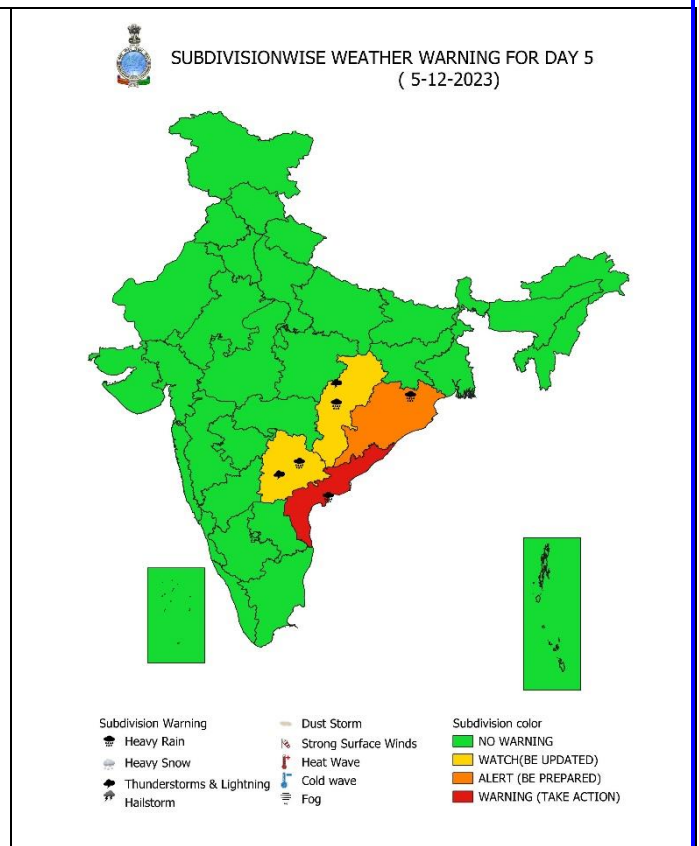 SUBDIVISIONWISE WEATHER WARNING FOR DAY 5
( 5-12-2023)
Subdivision Warning
Heavy Rain
Heavy Snow
Thunderstorms & Lightning
Hailstorm
Dust Storm
Strong Surface Winds
Heat Wave
Cold wave
Fog
Subdivision color
NO WARNING
WATCH(BE UPDATED)
ALERT (BE PREPARED)
WARNING (TAKE ACTION)